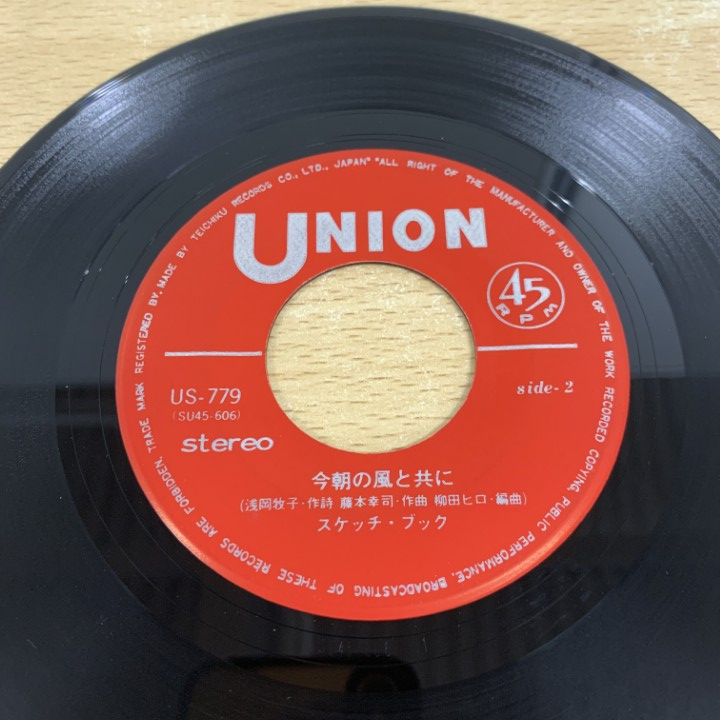 UNION
45
RPM
US-779
(SU45-606)
side-2
stereo
今朝の風と共に
(浅岡牧子・作詩 藤本幸司・作曲 柳田ヒロ・編曲)
スケッチ・ブック
MADE BY TEICHIKU RECORDS CO., LTD., JAPAN "ALL RIGHT OF THE MANUFACTURER AND OWNER OF THE WORK RECORDED COPYING, PUBLIC PERFORMANCE, BROADCASTING OF THESE RECORDS ARE FORBIDDEN, TRADE MARK REGISTERED BY,